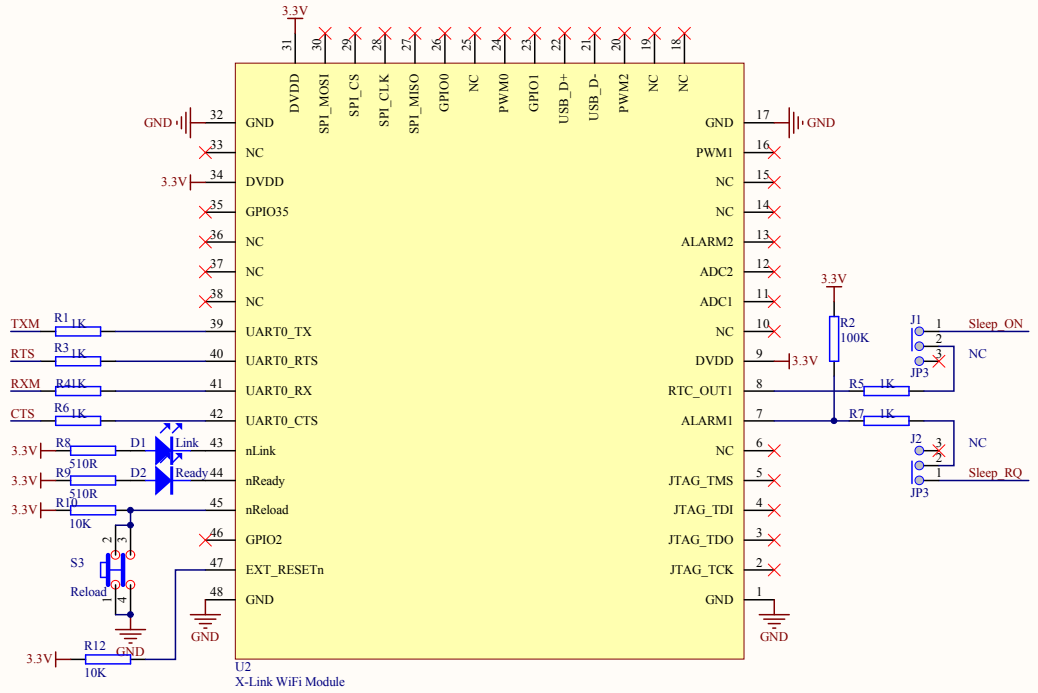 3.3V
31 30 29 28 27 26 25 24 23 22 21 20 19 18
DVDD SPI_MOSI SPI_CS SPI_CLK SPI_MISO GPIO0 NC PWM0 GPIO1 USB_D+ USB_D- PWM2 NC NC
GND 32 GND GND 17 GND
33 NC PWM1 16
3.3V 34 DVDD NC 15
35 GPIO35 NC 14
36 NC ALARM2 13
37 NC ADC2 12
3.3V
38 NC ADC1 11
TXM R1 1K 39 UART0_TX NC 10 R2 100K J1 1 Sleep_ON
2
RTS R3 1K 40 UART0_RTS DVDD 9 3.3V 3 NC
JP3
RXM R4 1K 41 UART0_RX RTC_OUT1 8 R5 1K
CTS R6 1K 42 UART0_CTS ALARM1 7 R7 1K
3.3V R8 510R D1 Link 43 nLink NC 6 J2 3 NC
2
3.3V R9 510R D2 Ready 44 nReady JTAG_TMS 5 1 Sleep_RQ
JP3
3.3V R10 10K 45 nReload JTAG_TDI 4
2 3
46 GPIO2 JTAG_TDO 3
S3 47 EXT_RESETn JTAG_TCK 2
Reload 1 4 48 GND GND 1
GND GND GND
3.3V R12 10K
U2
X-Link WiFi Module